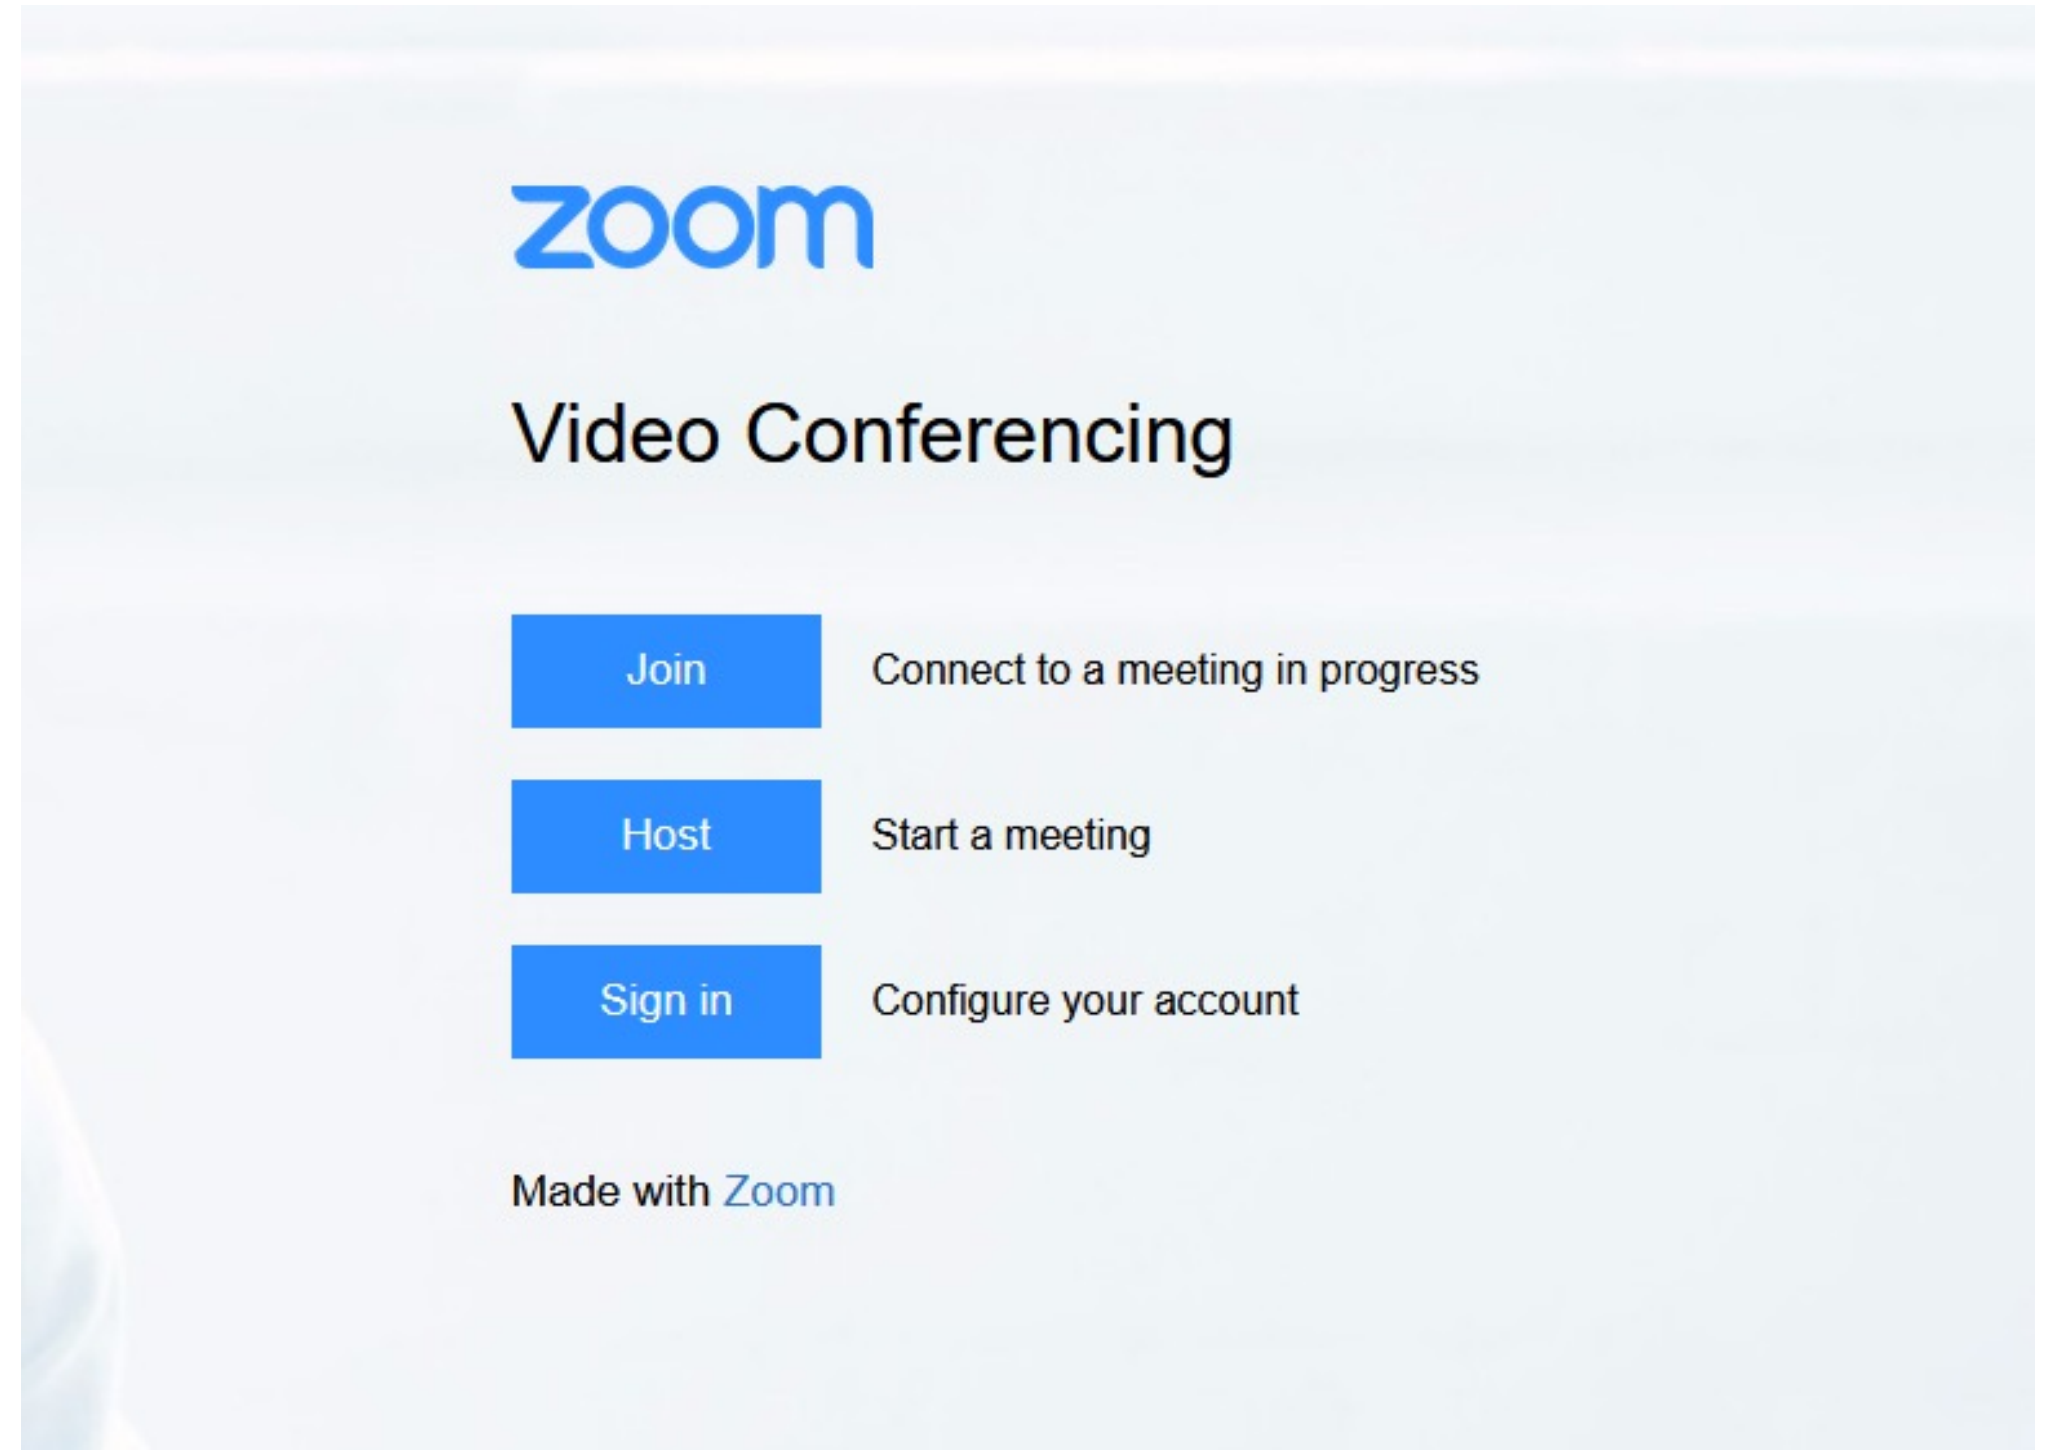 zoom
Video Conferencing
Join Connect to a meeting in progress
Host Start a meeting
Sign in Configure your account
Made with Zoom